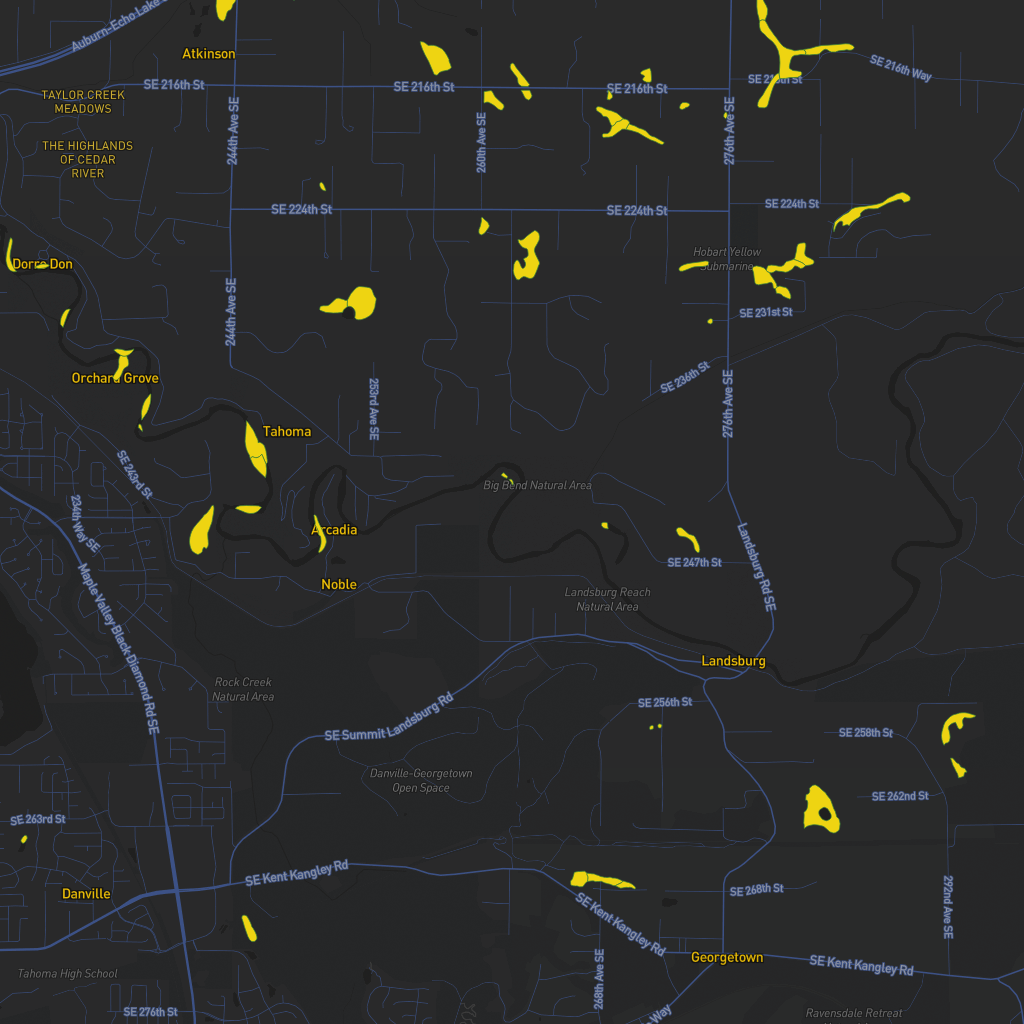 Auburn-Echo Lake
Atkinson
SE 216th St
SE 216th St
SE 216th St
SE 216th Way
TAYLOR CREEK
MEADOWS
THE HIGHLANDS
OF CEDAR
RIVER
244th Ave SE
260th Ave SE
276th Ave SE
SE 224th St
SE 224th St
SE 224th St
Dorre Don
Hobart Yellow
Submarine
244th Ave SE
SE 231st St
Orchard Grove
253rd Ave SE
SE 236th St
276th Ave SE
Tahoma
SE 243rd St
Big Bend Natural Area
234th Way SE
Arcadia
Landsburg Rd SE
SE 247th St
Noble
Landsburg Reach
Natural Area
Maple Valley Black Diamond Rd SE
Landsburg
Rock Creek
Natural Area
SE 256th St
SE Summit Landsburg Rd
SE 258th St
Danville-Georgetown
Open Space
SE 262nd St
SE 263rd St
SE Kent Kangley Rd
Danville
SE 268th St
292nd Ave SE
SE Kent Kangley Rd
Georgetown
SE Kent Kangley Rd
Tahoma High School
268th Ave SE
SE 276th St
Way
Ravensdale Retreat